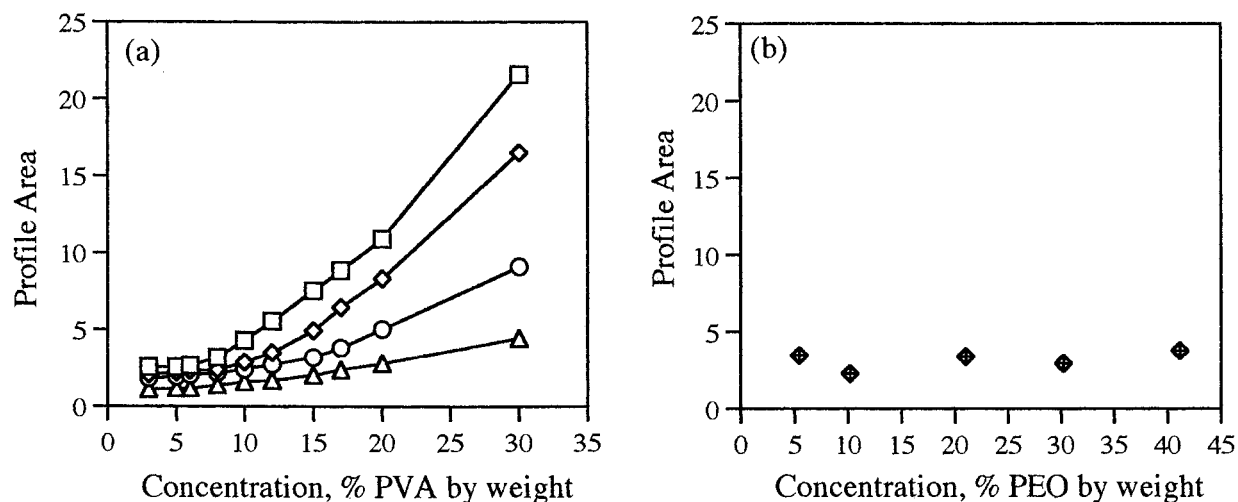 (a)
Profile Area
25
20
15
10
5
0
0 5 10 15 20 25 30 35
Concentration, % PVA by weight
(b)
Profile Area
25
20
15
10
5
0
0 5 10 15 20 25 30 35 40 45
Concentration, % PEO by weight